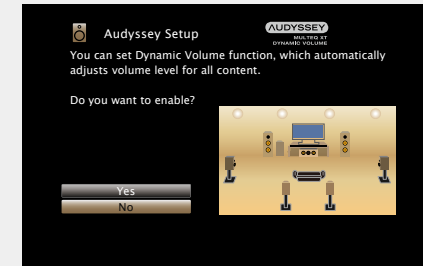 Audyssey Setup
AUDYSSEY
MULTEQ XT
DYNAMIC VOLUME
You can set Dynamic Volume function, which automatically
adjusts volume level for all content.
Do you want to enable?
Yes
No